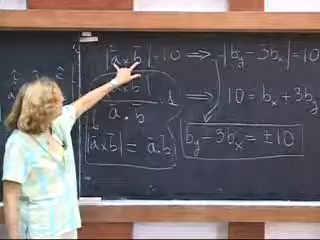 |ā × b̄| = 10 ⇒ |b_y − 3b_x| = 10
ā · b̄
10 = b_x + 3b_y
|ā × b̄| = ā · b̄
b_y − 3b_x = ±10